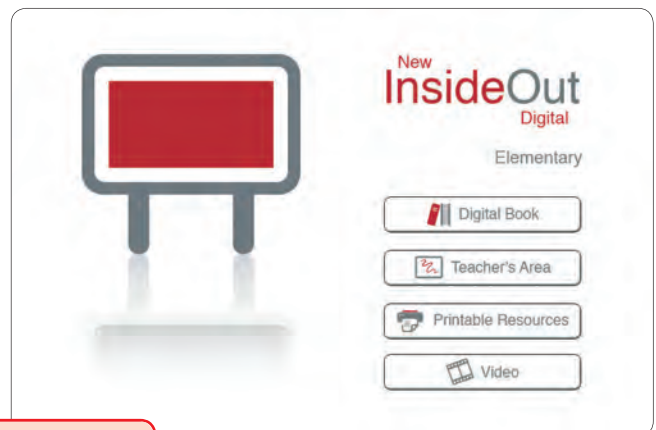 New
InsideOut
Digital
Elementary
Digital Book
Teacher's Area
Printable Resources
Video